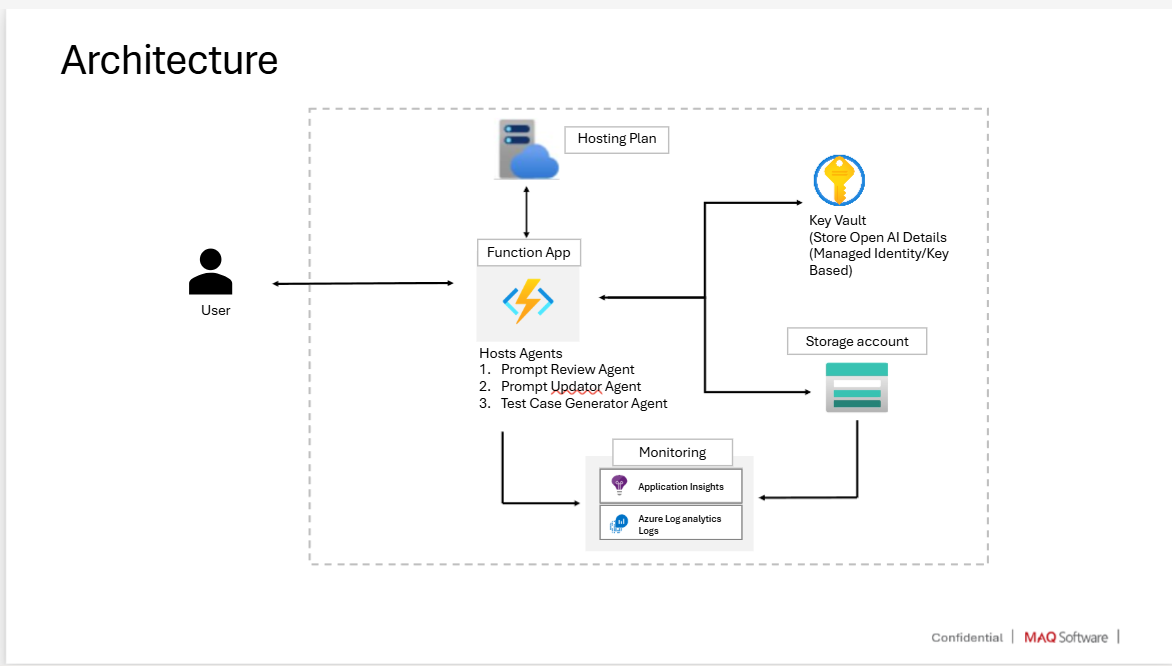 Architecture
Hosting Plan
Key Vault
(Store Open AI Details
(Managed Identity/Key
Based)
Function App
User
Storage account
Hosts Agents
1. Prompt Review Agent
2. Prompt Updator Agent
3. Test Case Generator Agent
Monitoring
Application Insights
Azure Log analytics
Logs
Confidential | MAQ Software |